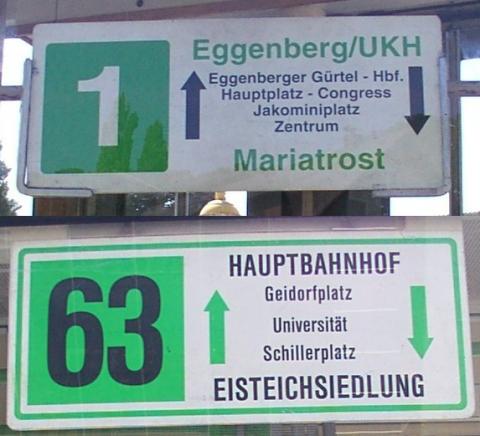 1
Eggenberg/UKH
Eggenberger Gürtel - Hbf.
Hauptplatz - Congress
Jakominiplatz
Zentrum
Mariatrost
63
HAUPTBAHNHOF
Geidorfplatz
Universität
Schillerplatz
EISTEICHSIEDLUNG